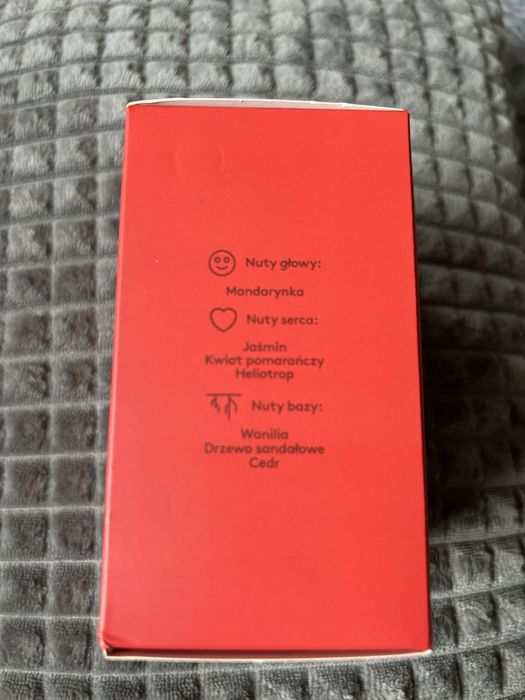 Nuty głowy:
Mandarynka
Nuty serca:
Jaśmin
Kwiat pomarańczy
Heliotrop
Nuty bazy:
Wanilia
Drzewo sandałowe
Cedr